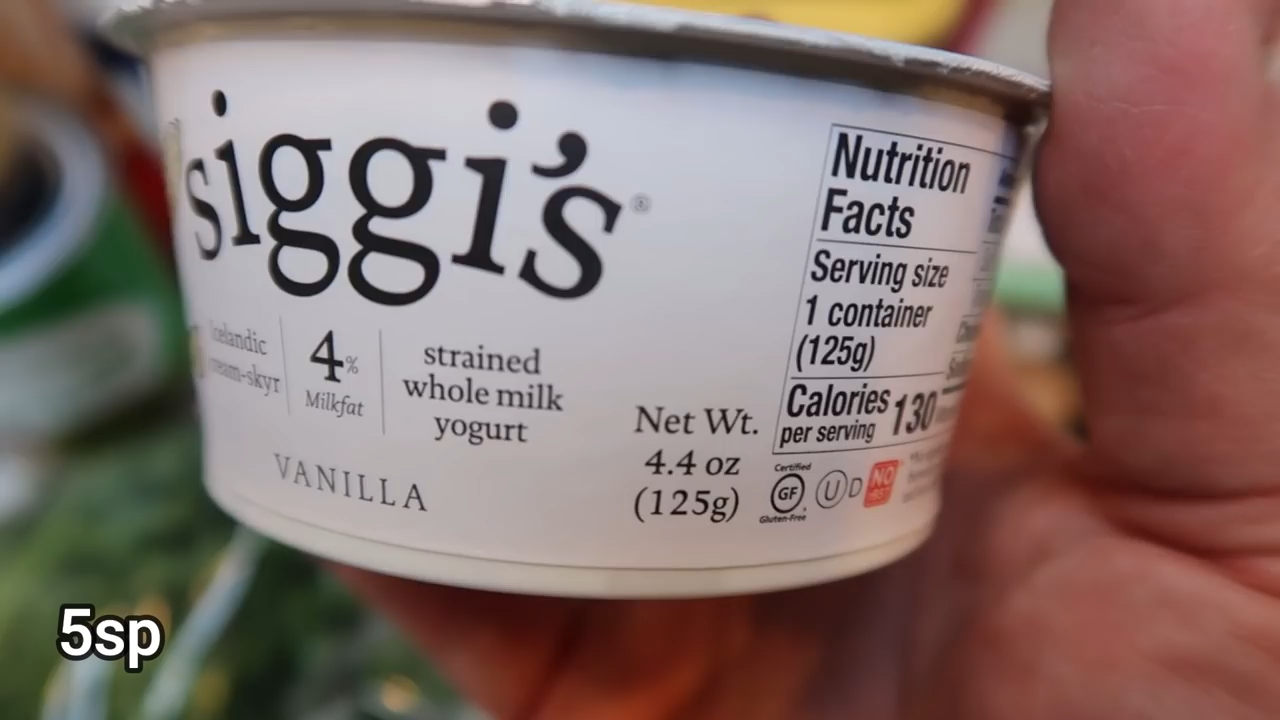 siggi's®
Icelandic
cream-skyr
4%
Milkfat
strained
whole milk
yogurt
VANILLA
Net Wt.
4.4 oz
(125g)
Nutrition
Facts
Serving size
1 container
(125g)
Calories 130
per serving
Certified
GF
Gluten-Free
U D
NO
5sp